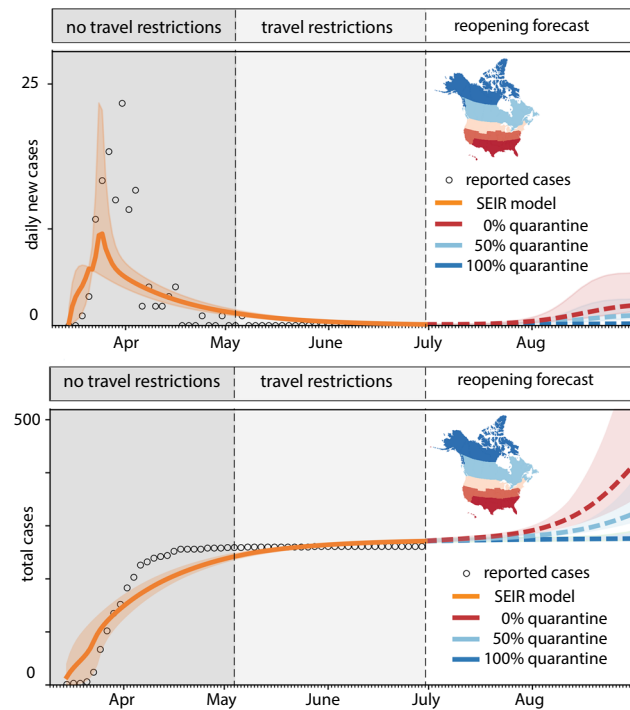 no travel restrictions travel restrictions reopening forecast
25
daily new cases
0
reported cases
SEIR model
0% quarantine
50% quarantine
100% quarantine
Apr May June July Aug
no travel restrictions travel restrictions reopening forecast
500
total cases
0
reported cases
SEIR model
0% quarantine
50% quarantine
100% quarantine
Apr May June July Aug